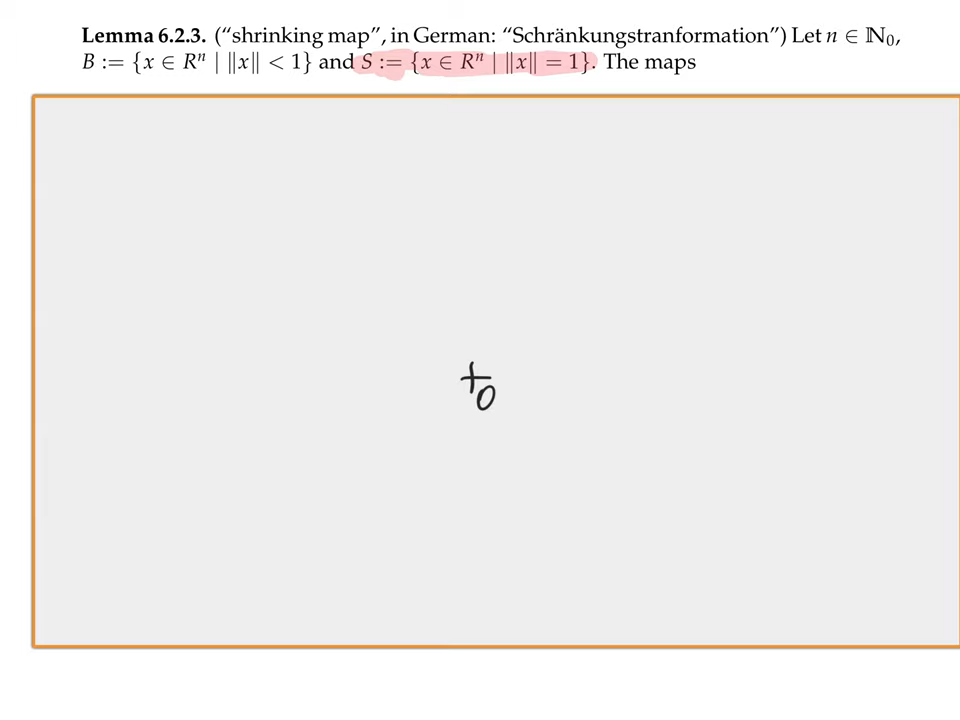 Lemma 6.2.3. (“shrinking map”, in German: “Schränkungstranformation”) Let n ∈ ℕ₀,
B := {x ∈ Rⁿ | ‖x‖ < 1} and S := {x ∈ Rⁿ | ‖x‖ = 1}. The maps
+0